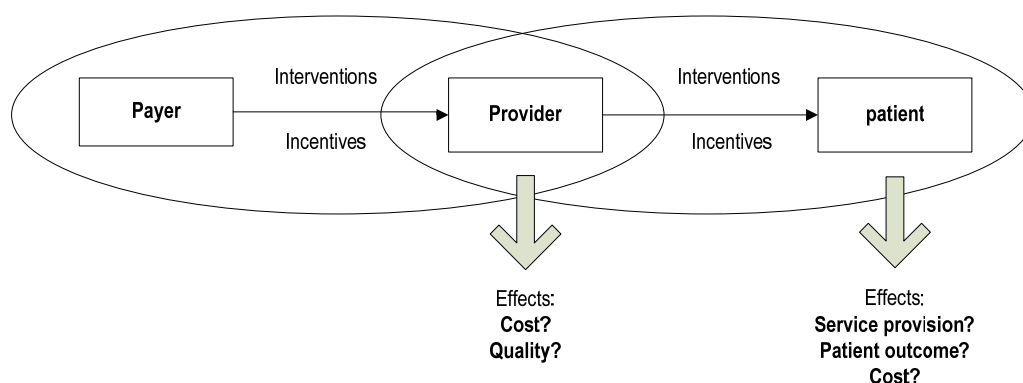 Interventions
Interventions
Payer
Provider
patient
Incentives
Incentives
Effects:
Cost?
Quality?
Effects:
Service provision?
Patient outcome?
Cost?